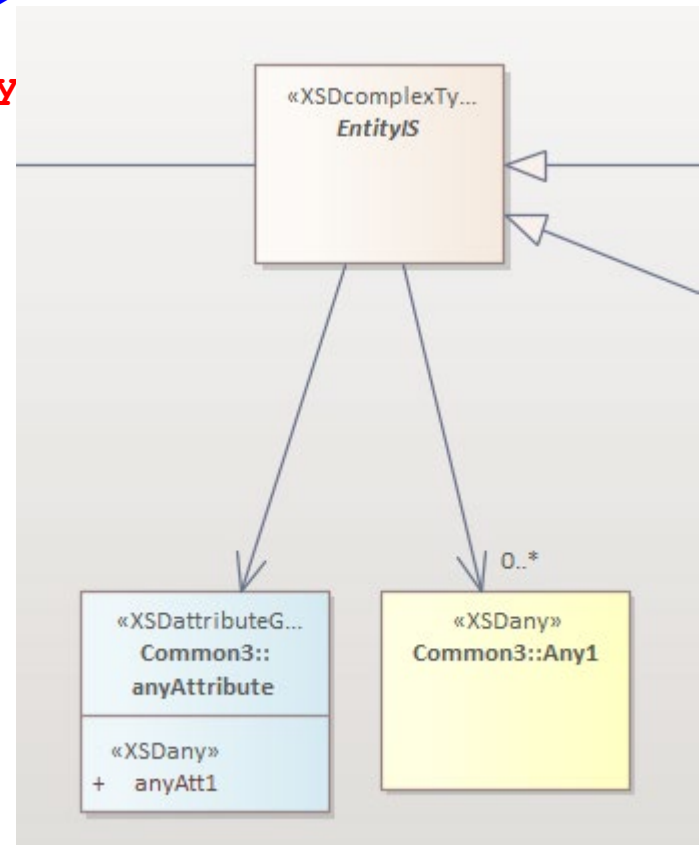 y
«XSDcomplexTy...
EntityIS
0..*
«XSDattributeG...
Common3::
anyAttribute
«XSDany»
+ anyAtt1
«XSDany»
Common3::Any1